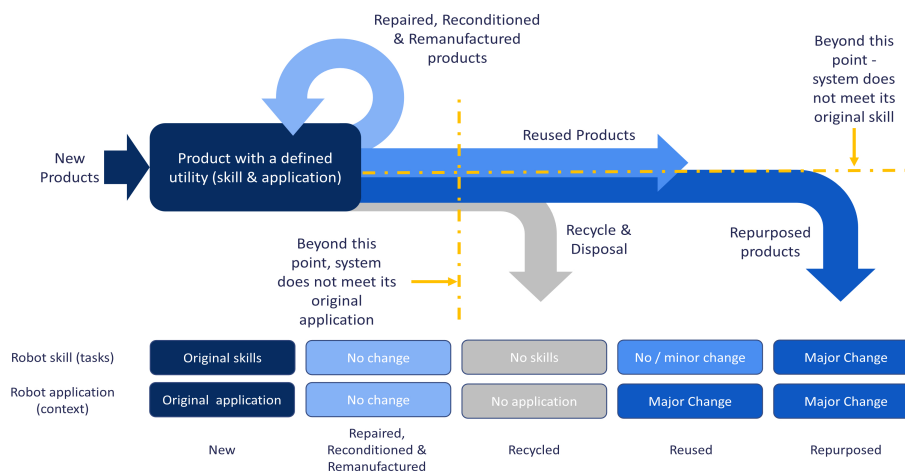 Repaired, Reconditioned
& Remanufactured
products
Beyond this
point -
system does
not meet its
original skill
New
Products
Product with a defined
utility (skill & application)
Reused Products
Recycle &
Disposal
Repurposed
products
Beyond this
point, system
does not meet its
original
application
Robot skill (tasks)
Original skills
No change
No skills
No / minor change
Major Change
Robot application
(context)
Original application
No change
No application
Major Change
Major Change
New
Repaired,
Reconditioned &
Remanufactured
Recycled
Reused
Repurposed